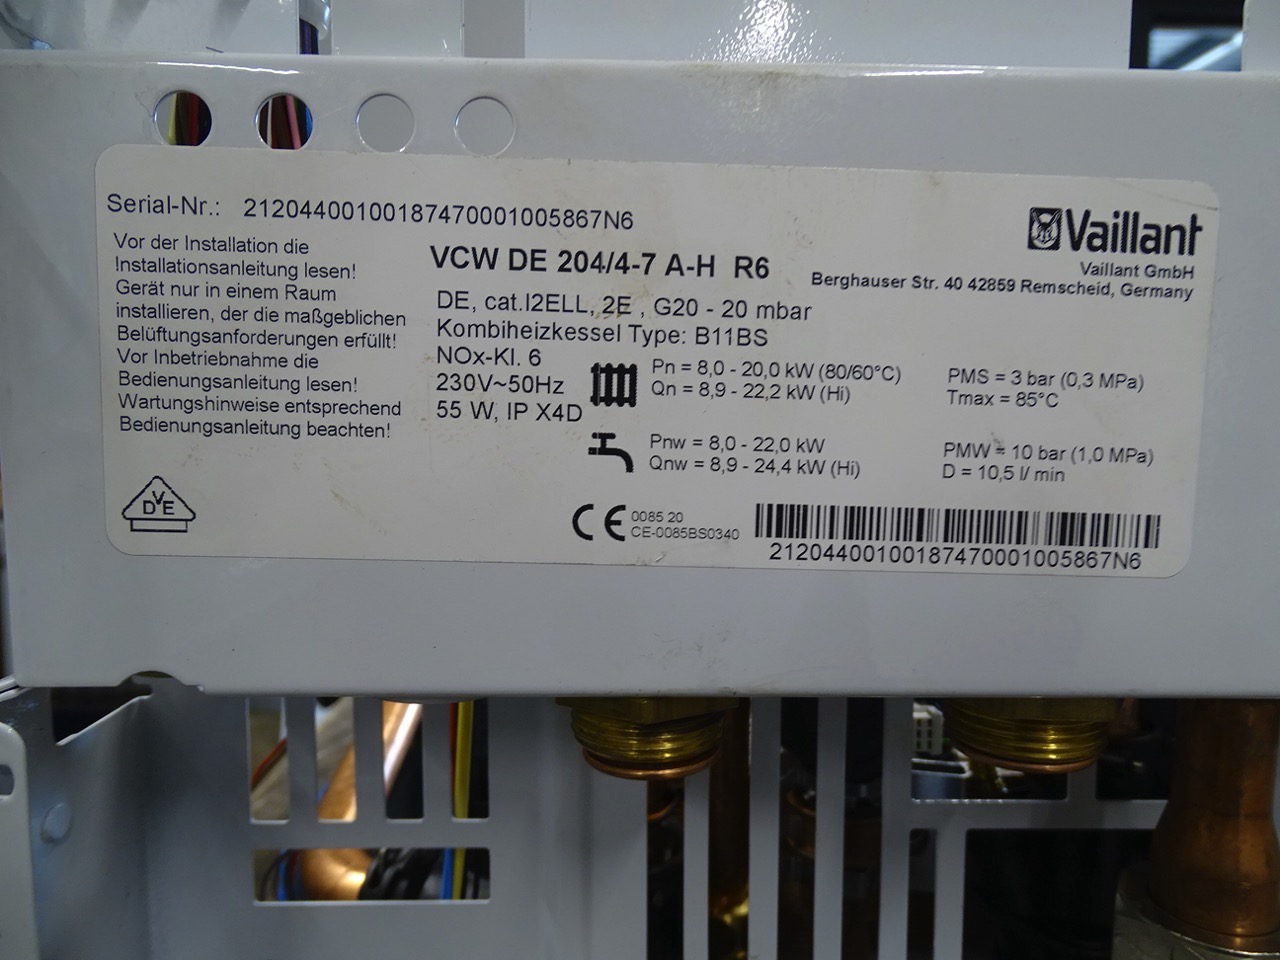 Serial-Nr.: 21204400100187470001005867N6
Vaillant
Vaillant GmbH
Berghauser Str. 40 42859 Remscheid, Germany
Vor der Installation die
Installationsanleitung lesen!
Gerät nur in einem Raum
installieren, der die maßgeblichen
Belüftungsanforderungen erfüllt!
Vor Inbetriebnahme die
Bedienungsanleitung lesen!
Wartungshinweise entsprechend
Bedienungsanleitung beachten!
VCW DE 204/4-7 A-H R6
DE, cat.I2ELL, 2E , G20 - 20 mbar
Kombiheizkessel Type: B11BS
NOx-Kl. 6
230V~50Hz
55 W, IP X4D
Pn = 8,0 - 20,0 kW (80/60°C)
Qn = 8,9 - 22,2 kW (Hi)
PMS = 3 bar (0,3 MPa)
Tmax = 85°C
Pnw = 8,0 - 22,0 kW
Qnw = 8,9 - 24,4 kW (Hi)
PMW = 10 bar (1,0 MPa)
D = 10,5 l/ min
DVE
CE 0085 20
CE-0085BS0340
21204400100187470001005867N6